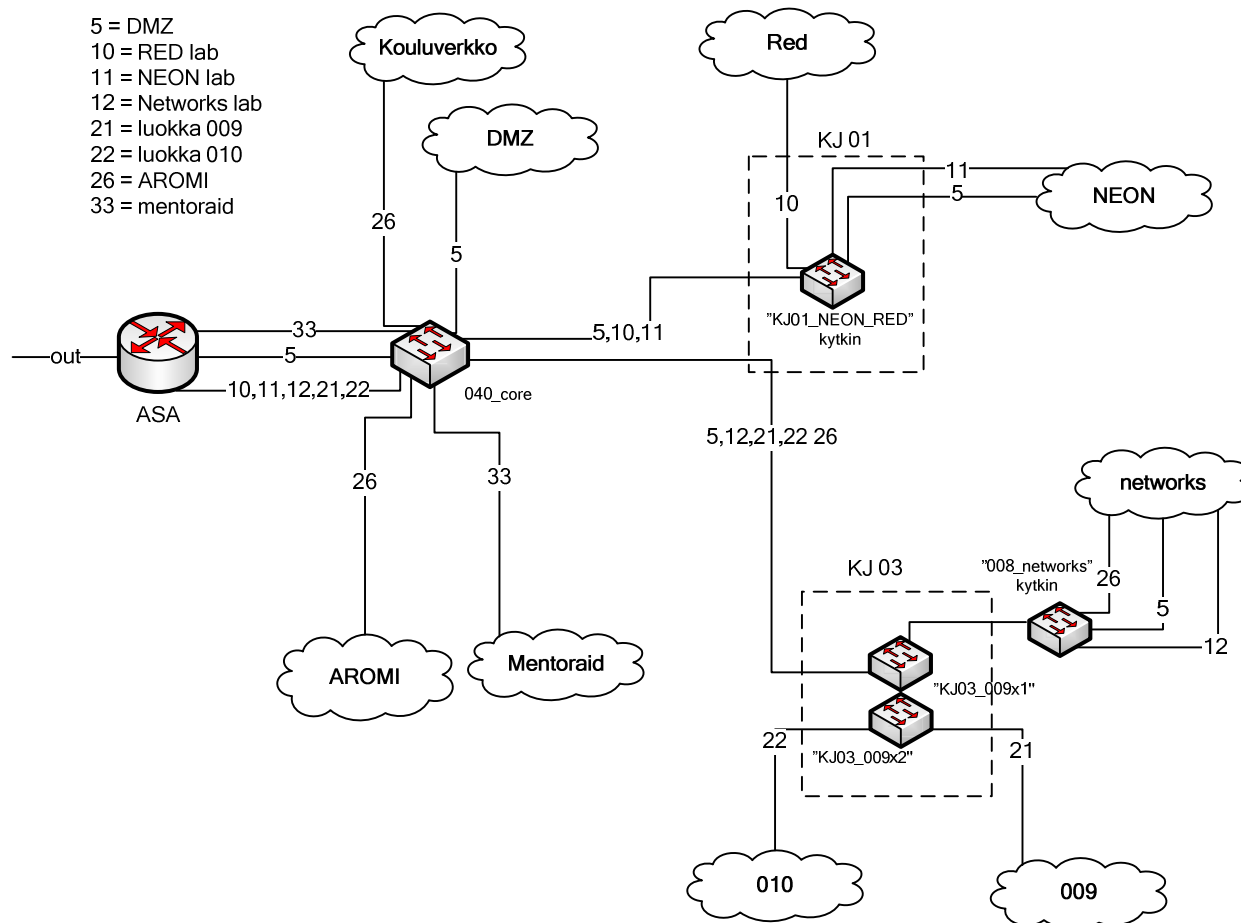 5 = DMZ
10 = RED lab
11 = NEON lab
12 = Networks lab
21 = luokka 009
22 = luokka 010
26 = AROMI
33 = mentoraid
Kouluverkko
DMZ
Red
KJ 01
11
5
NEON
10
26
5
"KJ01_NEON_RED"
kytkin
33
5,10,11
out
5
10,11,12,21,22
040_core
ASA
5,12,21,22 26
26
33
networks
KJ 03
"008_networks"
kytkin
26
5
12
AROMI
Mentoraid
"KJ03_009x1"
22
"KJ03_009x2"
21
010
009